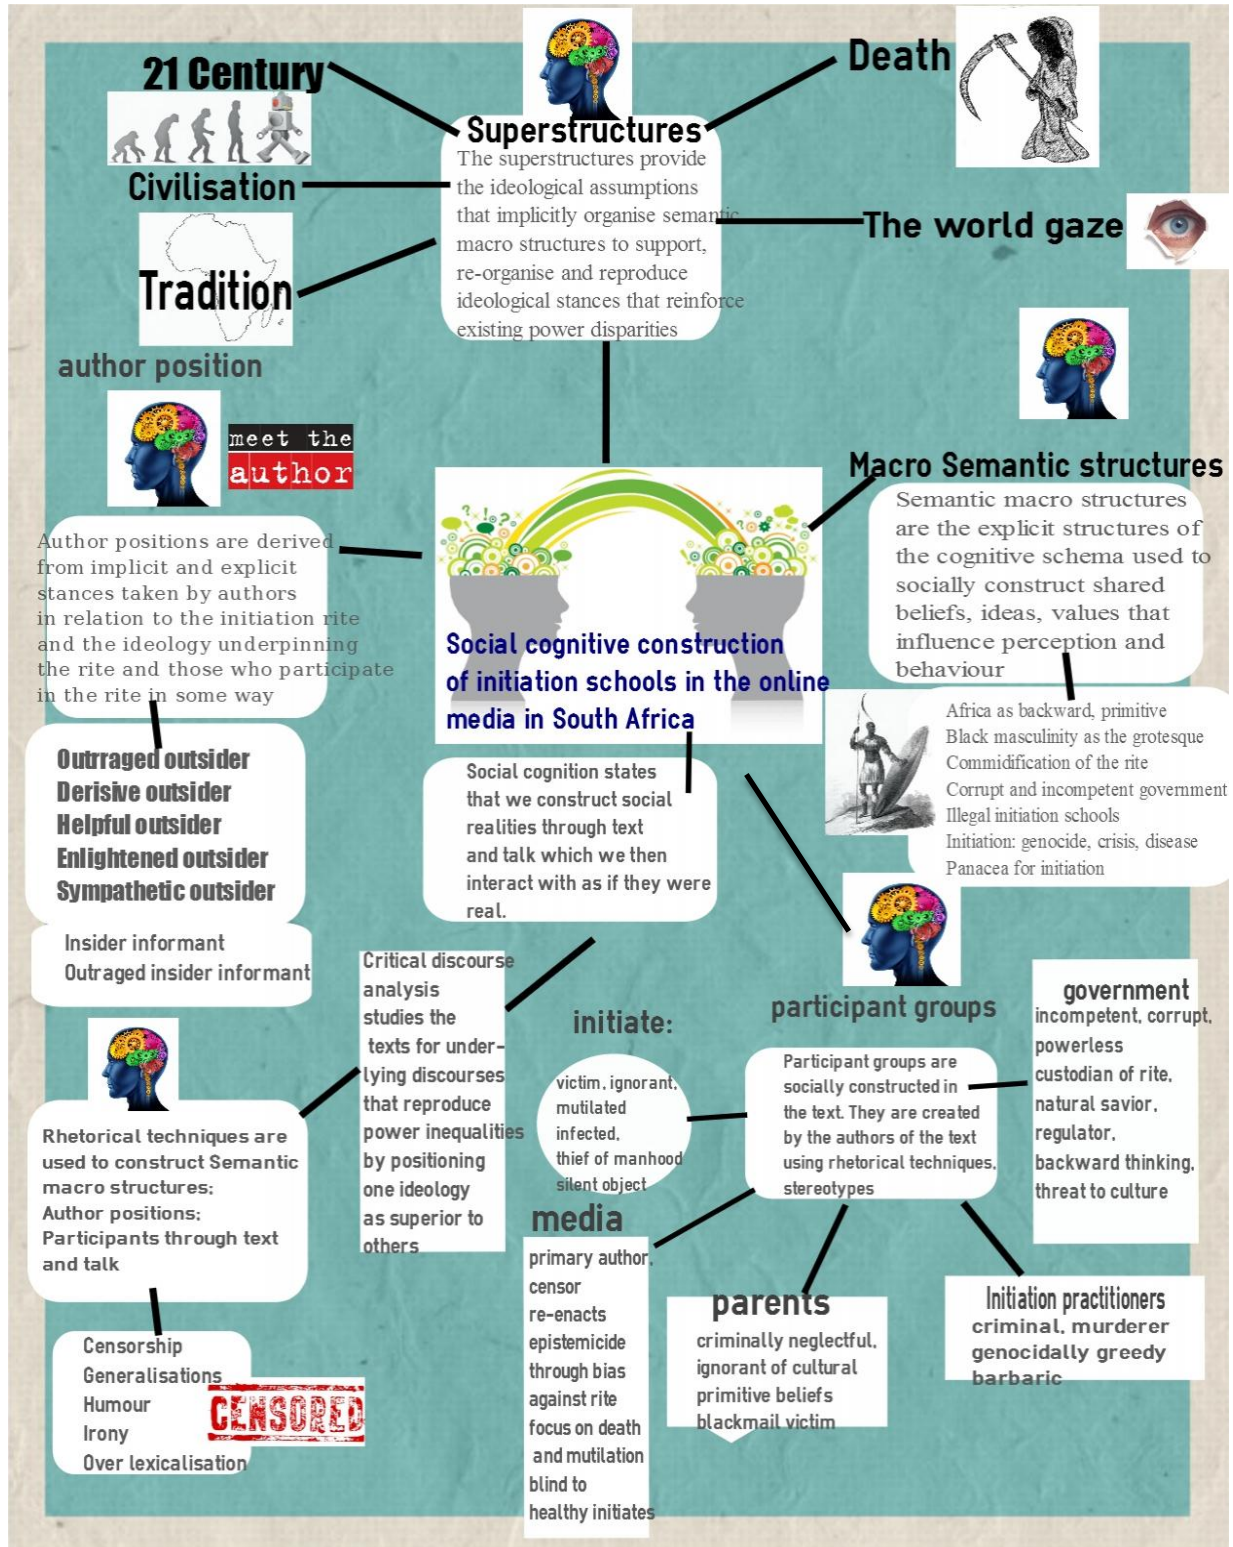 21 Century
Civilisation
Tradition
Death
The world gaze
Superstructures
The superstructures provide
the ideological assumptions
that implicitly organise semantic
macro structures to support,
re-organise and reproduce
ideological stances that reinforce
existing power disparities
author position
meet the
author
Author positions are derived
from implicit and explicit
stances taken by authors
in relation to the initiation rite
and the ideology underpinning
the rite and those who participate
in the rite in some way
Outrraged outsider
Derisive outsider
Helpful outsider
Enlightened outsider
Sympathetic outsider
Insider informant
Outraged insider informant
Social cognitive construction
of initiation schools in the online
media in South Africa
Social cognition states
that we construct social
realities through text
and talk which we then
interact with as if they were
real.
Macro Semantic structures
Semantic macro structures
are the explicit structures of
the cognitive schema used to
socially construct shared
beliefs, ideas, values that
influence perception and
behaviour
Africa as backward, primitive
Black masculinity as the grotesque
Commidification of the rite
Corrupt and incompetent government
Illegal initiation schools
Initiation: genocide, crisis, disease
Panacea for initiation
Critical discourse
analysis
studies the
texts for under-
lying discourses
that reproduce
power inequalities
by positioning
one ideology
as superior to
others
Rhetorical techniques are
used to construct Semantic
macro structures;
Author positions;
Participants through text
and talk
Censorship
Generalisations
Humour
Irony
Over lexicalisation
CENSORED
participant groups
Participant groups are
socially constructed in
the text. They are created
by the authors of the text
using rhetorical techniques,
stereotypes
initiate:
victim, ignorant,
mutilated
infected,
thief of manhood
silent object
government
incompetent, corrupt,
powerless
custodian of rite,
natural savior,
regulator,
backward thinking,
threat to culture
media
primary author,
censor
re-enacts
epistemicide
through bias
against rite
focus on death
and mutilation
blind to
healthy initiates
parents
criminally neglectful,
ignorant of cultural
primitive beliefs
blackmail victim
Initiation practitioners
criminal, murderer
genocidally greedy
barbaric